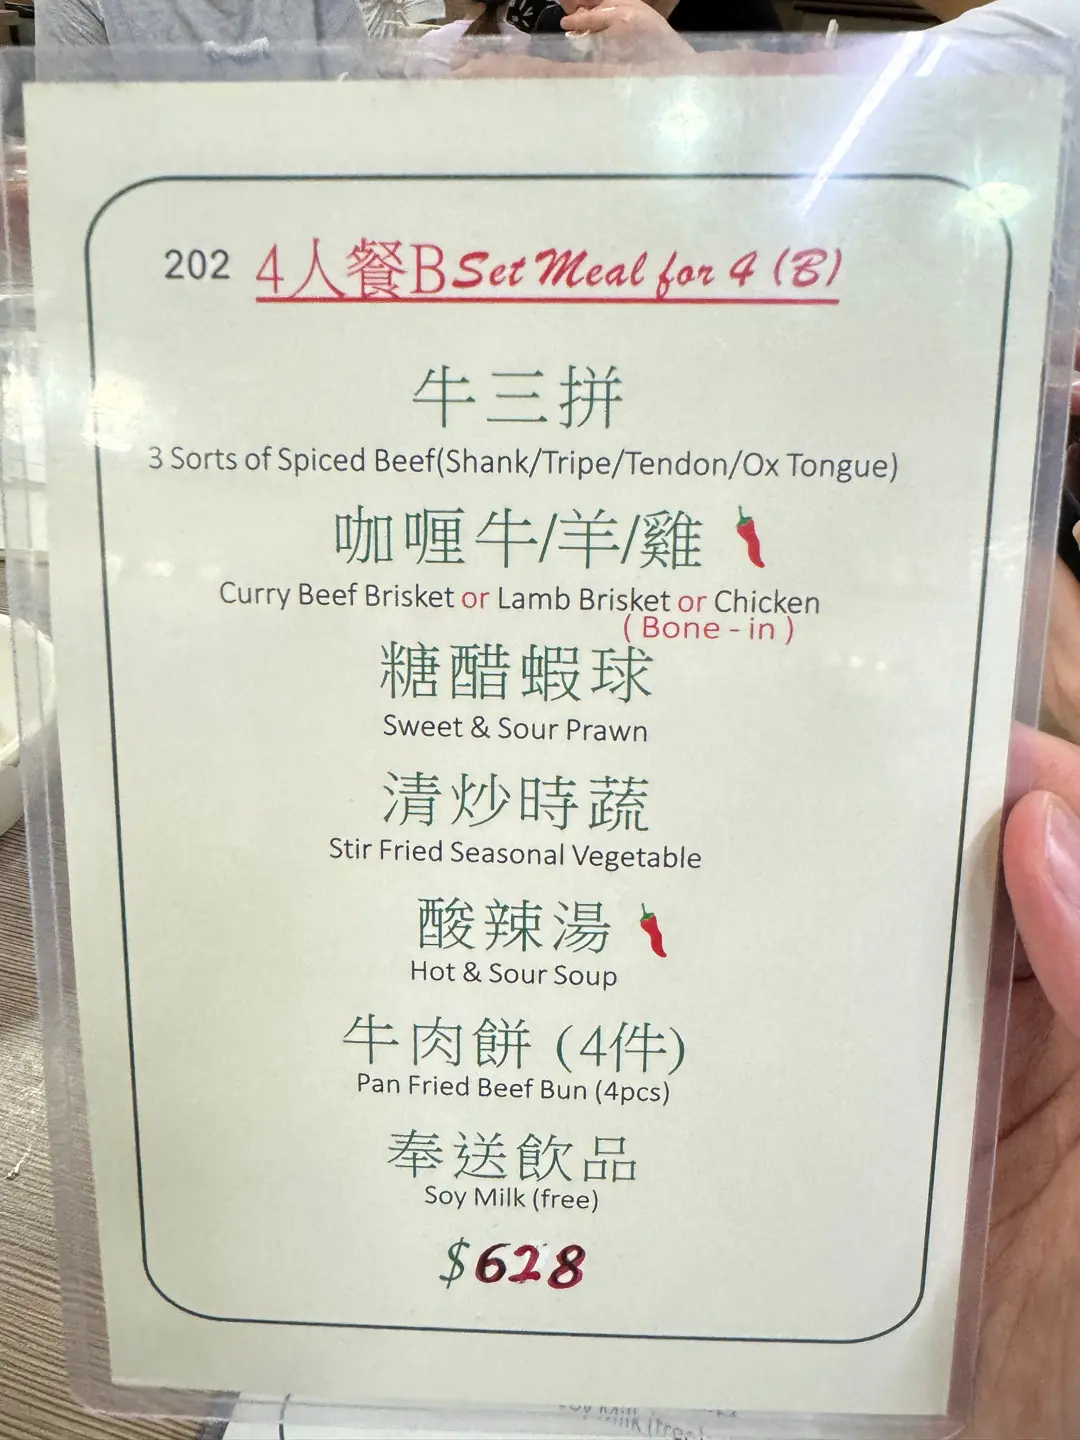 202 4人餐B Set Meal for 4 (B)
牛三拼
3 Sorts of Spiced Beef(Shank/Tripe/Tendon/Ox Tongue)
咖喱牛/羊/雞
Curry Beef Brisket or Lamb Brisket or Chicken
(Bone-in)
糖醋蝦球
Sweet & Sour Prawn
清炒時蔬
Stir Fried Seasonal Vegetable
酸辣湯
Hot & Sour Soup
牛肉餅 (4件)
Pan Fried Beef Bun (4pcs)
奉送飲品
Soy Milk (free)
$628